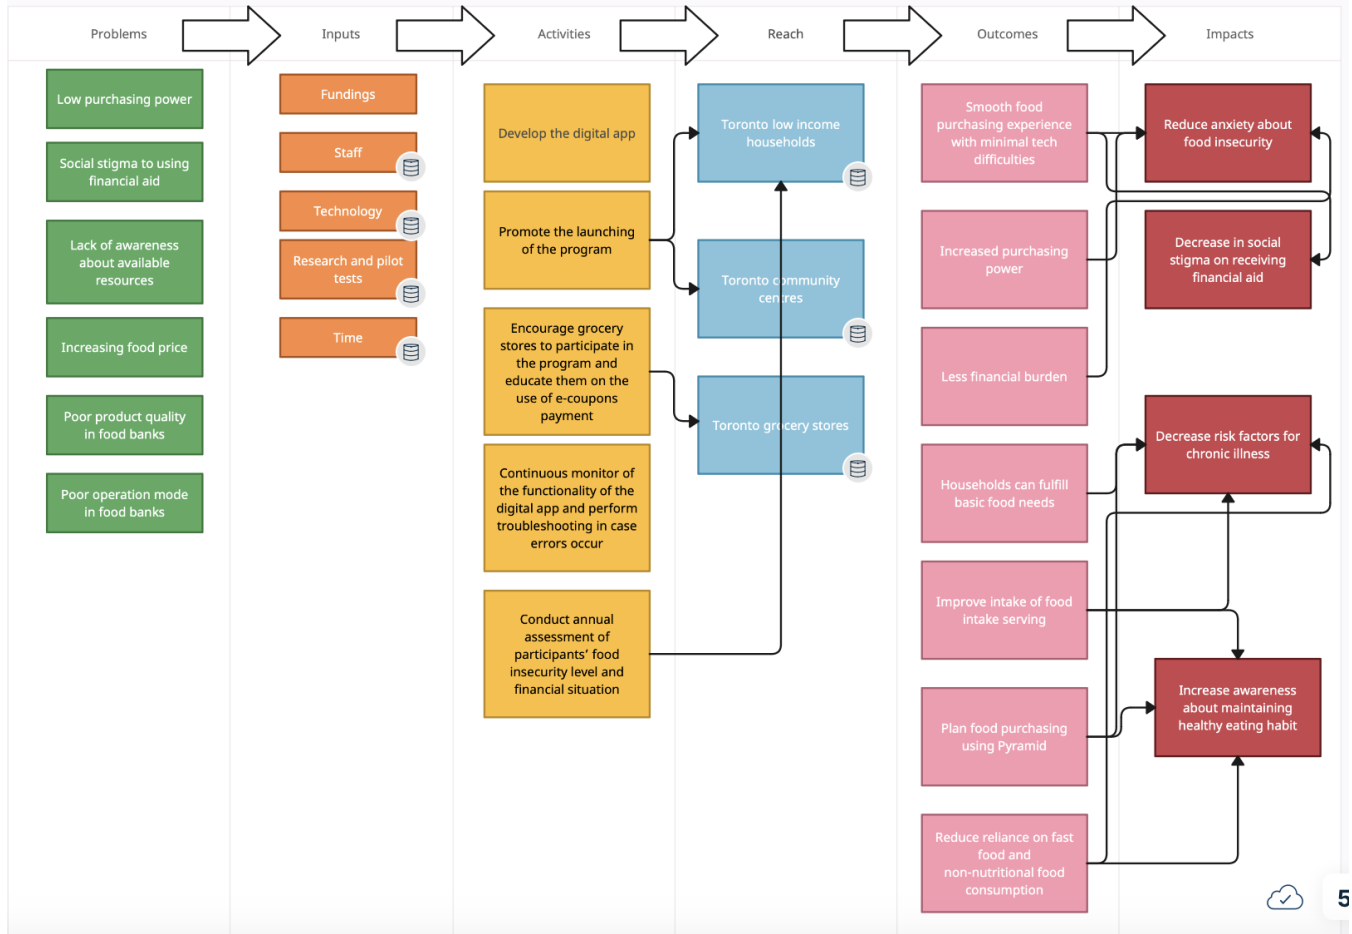 Problems
Inputs
Activities
Reach
Outcomes
Impacts
Low purchasing power
Social stigma to using
financial aid
Lack of awareness
about available
resources
Increasing food price
Poor product quality
in food banks
Poor operation mode
in food banks
Fundings
Staff
Technology
Research and pilot
tests
Time
Develop the digital app
Promote the launching
of the program
Encourage grocery
stores to participate in
the program and
educate them on the
use of e-coupons
payment
Continuous monitor of
the functionality of the
digital app and perform
troubleshooting in case
errors occur
Conduct annual
assessment of
participants' food
insecurity level and
financial situation
Toronto low income
households
Toronto community
centres
Toronto grocery stores
Smooth food
purchasing experience
with minimal tech
difficulties
Increased purchasing
power
Less financial burden
Households can fulfill
basic food needs
Improve intake of food
intake serving
Plan food purchasing
using Pyramid
Reduce reliance on fast
food and
non-nutritional food
consumption
Reduce anxiety about
food insecurity
Decrease in social
stigma on receiving
financial aid
Decrease risk factors for
chronic illness
Increase awareness
about maintaining
healthy eating habit
5